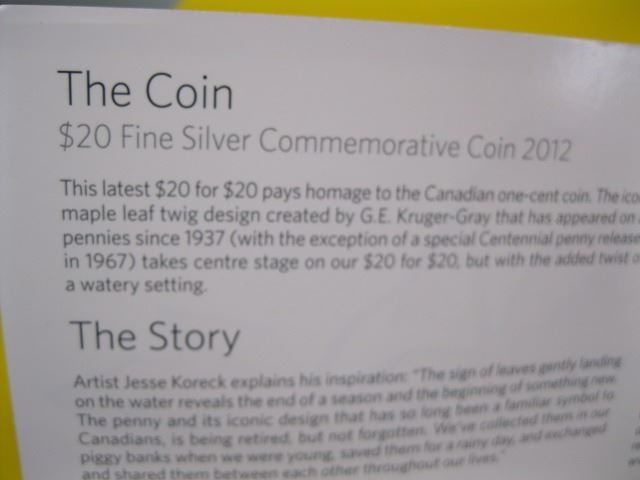 The Coin
$20 Fine Silver Commemorative Coin 2012
This latest $20 for $20 pays homage to the Canadian one-cent coin. The
maple leaf twig design created by G.E. Kruger-Gray that has appeared on
pennies since 1937 (with the exception of a special Centennial penny release
in 1967) takes centre stage on our $20 for $20, but with the added twist
a watery setting.
The Story
Artist Jesse Koreck explains his inspiration: "The sign of leaves gently landing
on the water reveals the end of a season and the beginning of something new.
The penny and its iconic design that has so long been a familiar symbol to
Canadians, is being retired, but not forgotten. We've collected them in our
piggy banks when we were young, saved them for a rainy day, and exchanged
and shared them between each other throughout our lives."